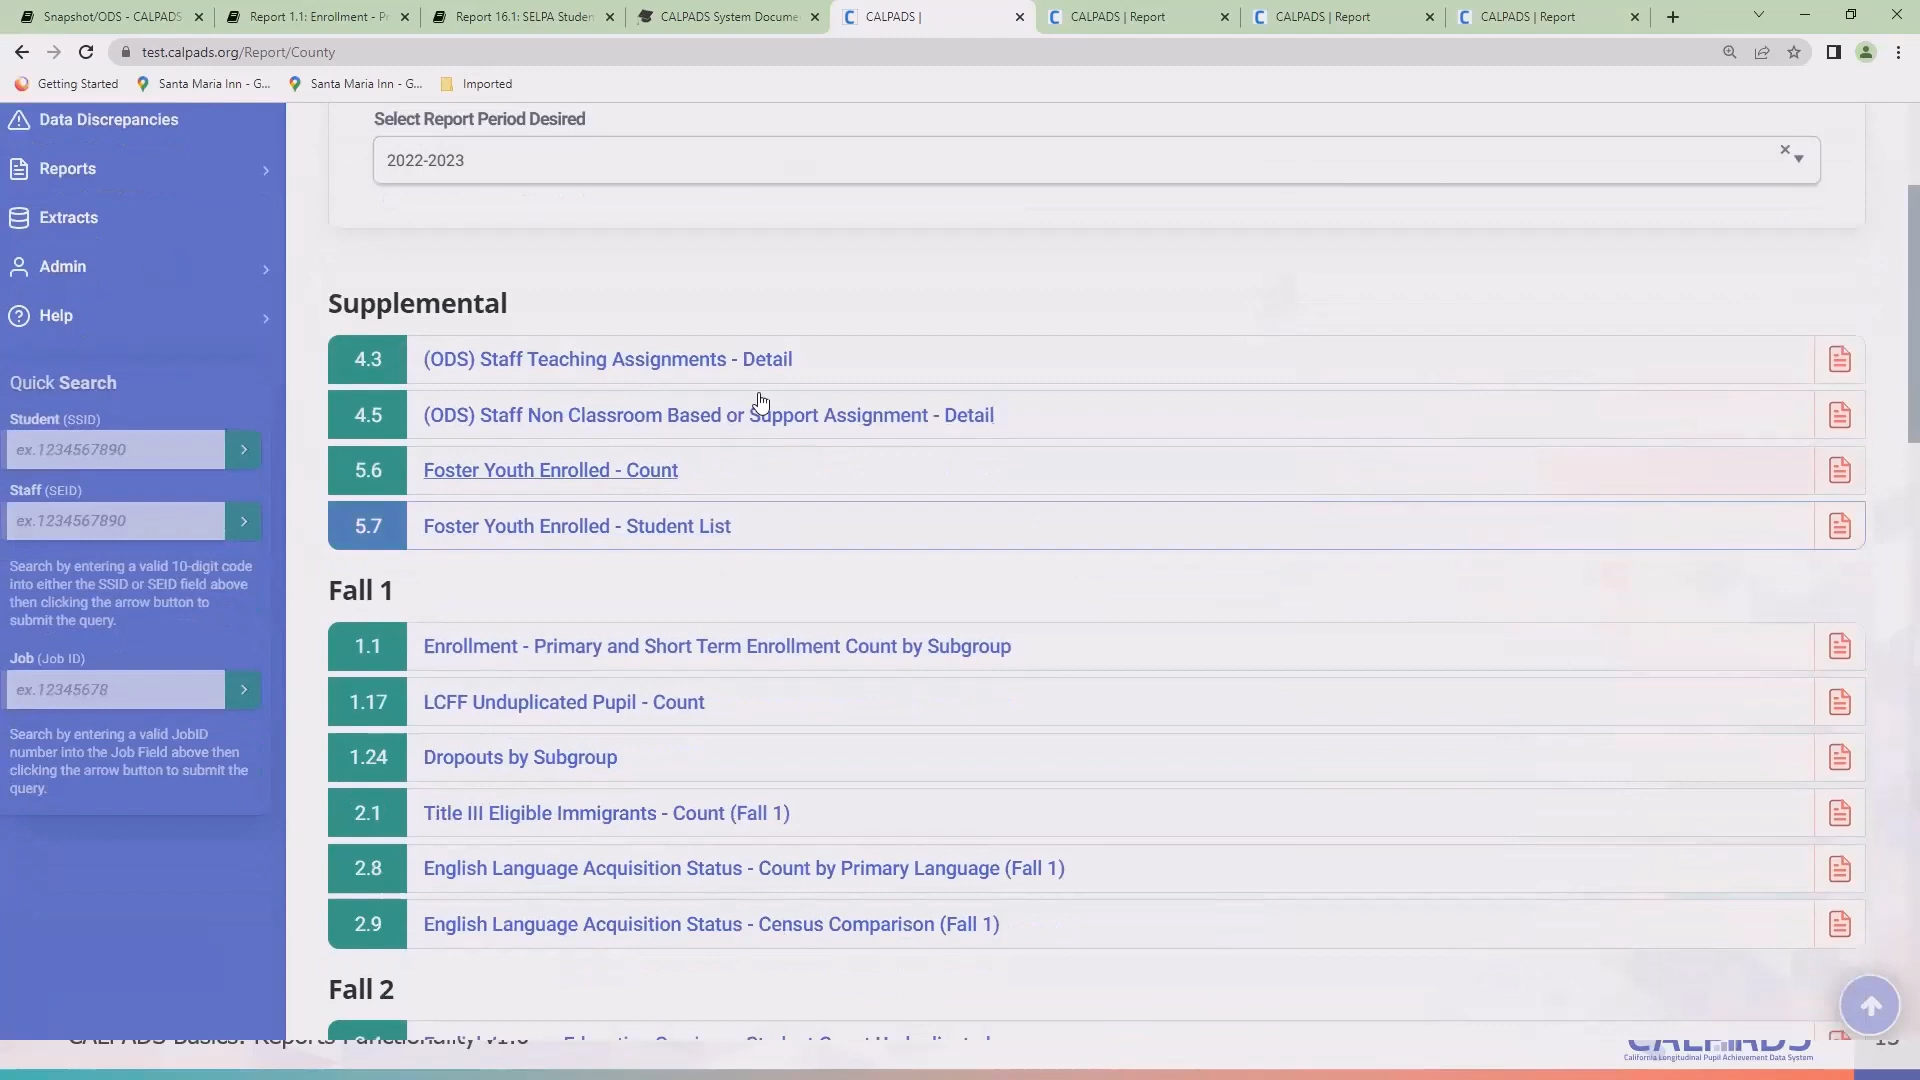 Snapshot/ODS - CALPADS
Report 1.1: Enrollment - Pr
Report 16.1: SELPA Studen
CALPADS System Docume
CALPADS |
CALPADS | Report
CALPADS | Report
CALPADS | Report
test.calpads.org/Report/County
Getting Started
Santa Maria Inn - G...
Santa Maria Inn - G...
Imported
Data Discrepancies
Reports
Extracts
Admin
Help
Quick Search
Student (SSID)
ex.1234567890
Staff (SEID)
ex.1234567890
Search by entering a valid 10-digit code
into either the SSID or SEID field above
then clicking the arrow button to
submit the query.
Job (Job ID)
ex.12345678
Search by entering a valid JobID
number into the Job Field above then
clicking the arrow button to submit the
query.
Select Report Period Desired
2022-2023
Supplemental
4.3 (ODS) Staff Teaching Assignments - Detail
4.5 (ODS) Staff Non Classroom Based or Support Assignment - Detail
5.6 Foster Youth Enrolled - Count
5.7 Foster Youth Enrolled - Student List
Fall 1
1.1 Enrollment - Primary and Short Term Enrollment Count by Subgroup
1.17 LCFF Unduplicated Pupil - Count
1.24 Dropouts by Subgroup
2.1 Title III Eligible Immigrants - Count (Fall 1)
2.8 English Language Acquisition Status - Count by Primary Language (Fall 1)
2.9 English Language Acquisition Status - Census Comparison (Fall 1)
Fall 2
CALPADS Basics: Reports Functionality v1.0
CALPADS
California Longitudinal Pupil Achievement Data System